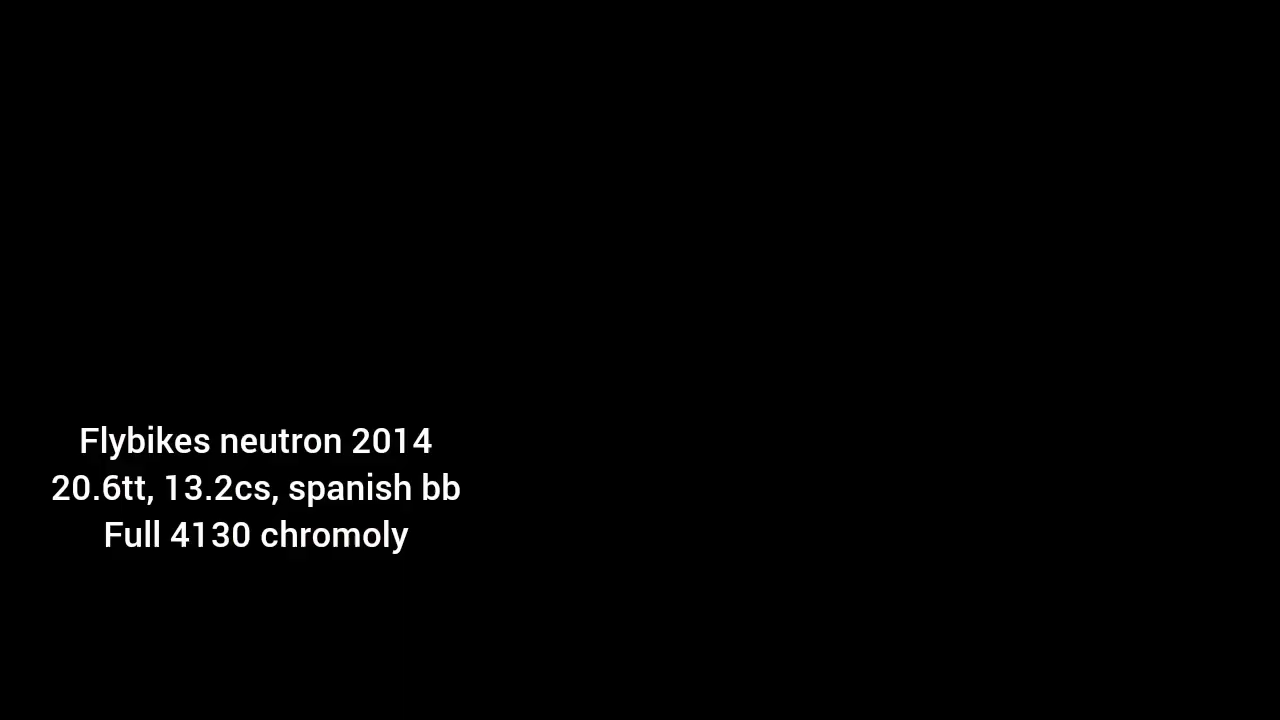 Flybikes neutron 2014
20.6tt, 13.2cs, spanish bb
Full 4130 chromoly